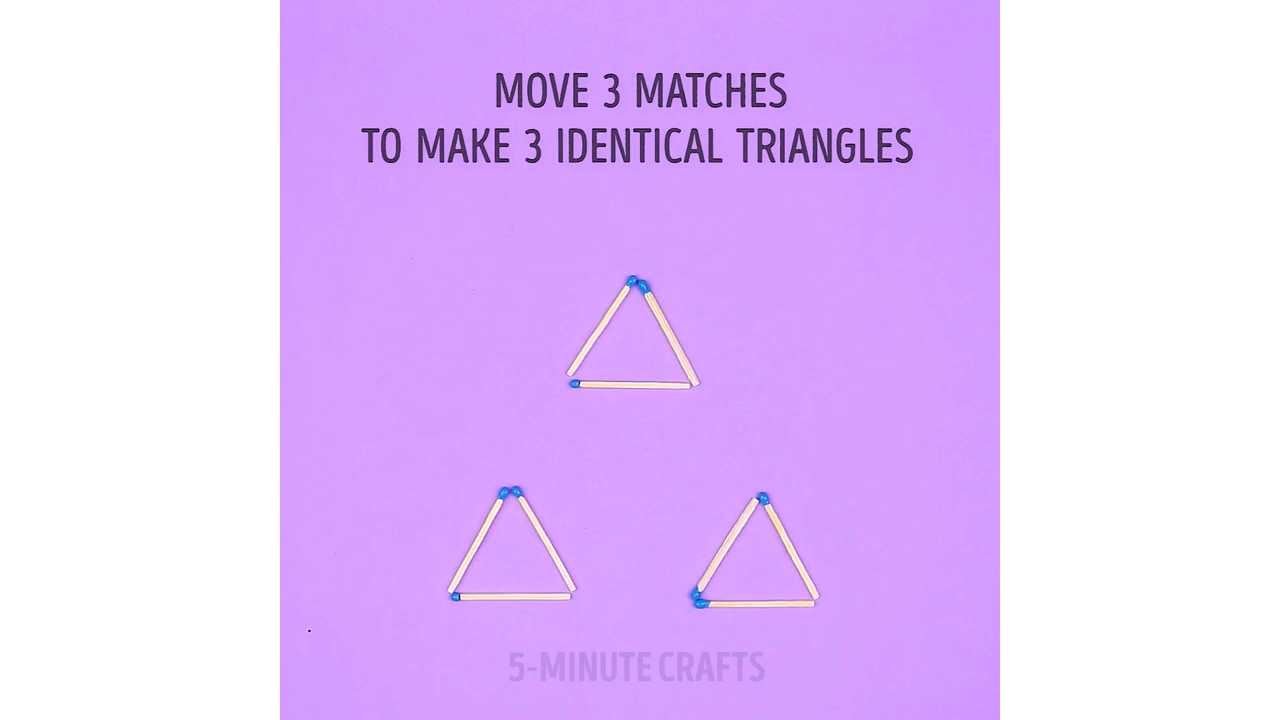 MOVE 3 MATCHES
TO MAKE 3 IDENTICAL TRIANGLES
5-MINUTE CRAFTS